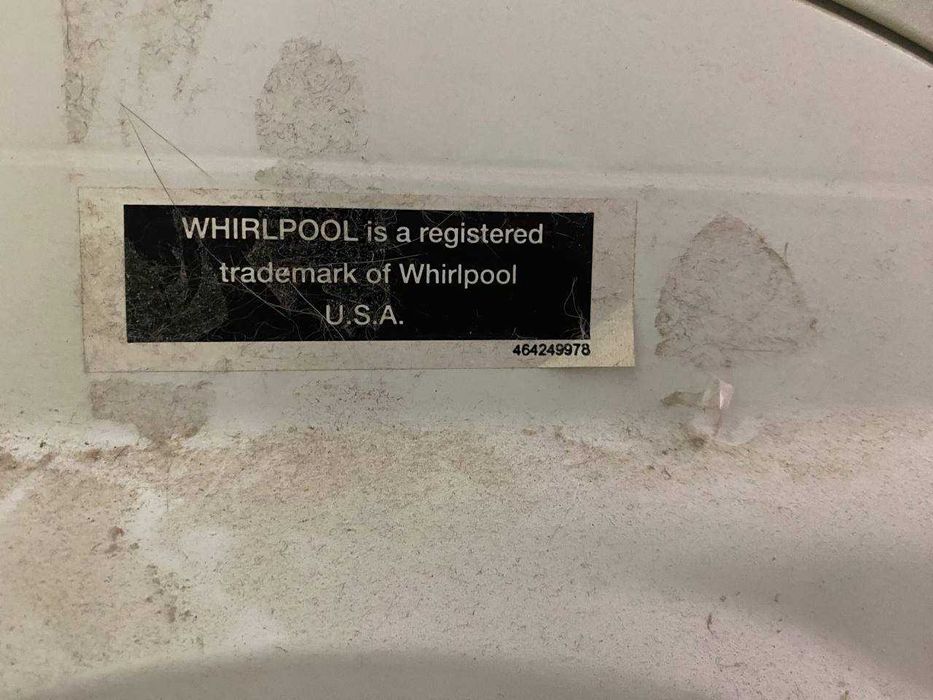 WHIRLPOOL is a registered
trademark of Whirlpool
U.S.A.
464249978